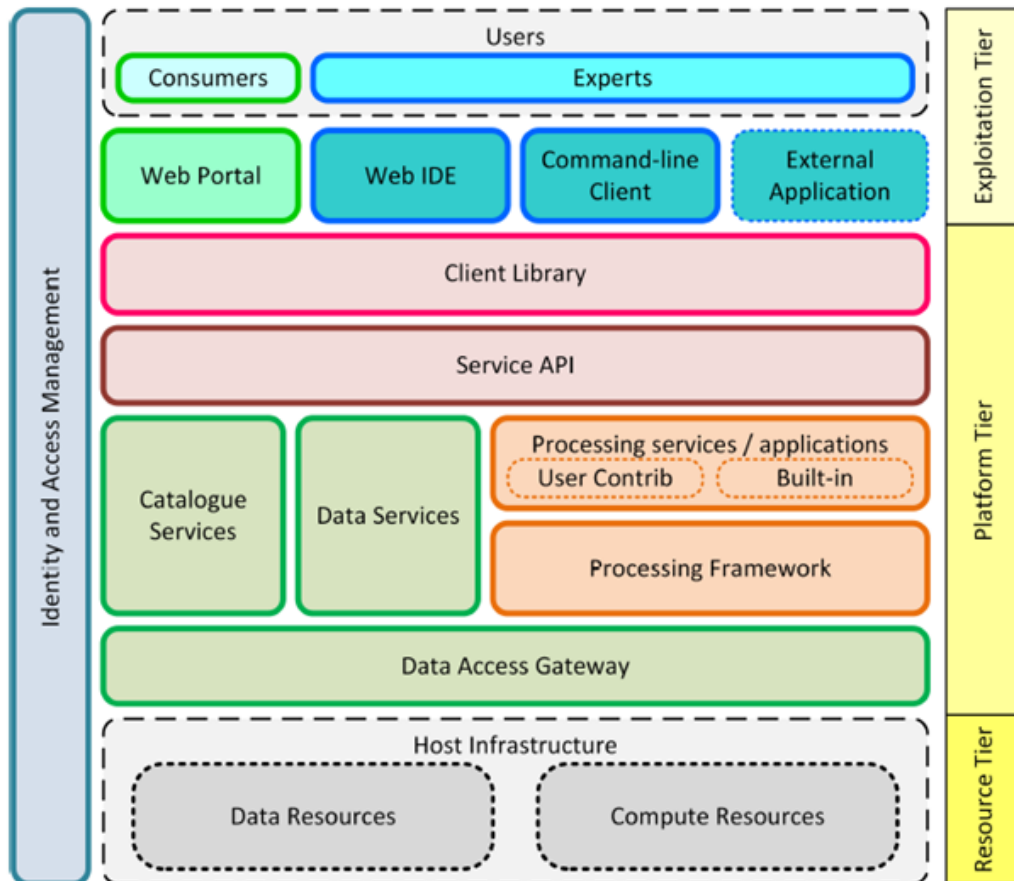 Identity and Access Management
Users
Consumers
Experts
Web Portal
Web IDE
Command-line
Client
External
Application
Exploitation Tier
Client Library
Service API
Catalogue
Services
Data Services
Processing services / applications
User Contrib
Built-in
Processing Framework
Data Access Gateway
Platform Tier
Host Infrastructure
Data Resources
Compute Resources
Resource Tier